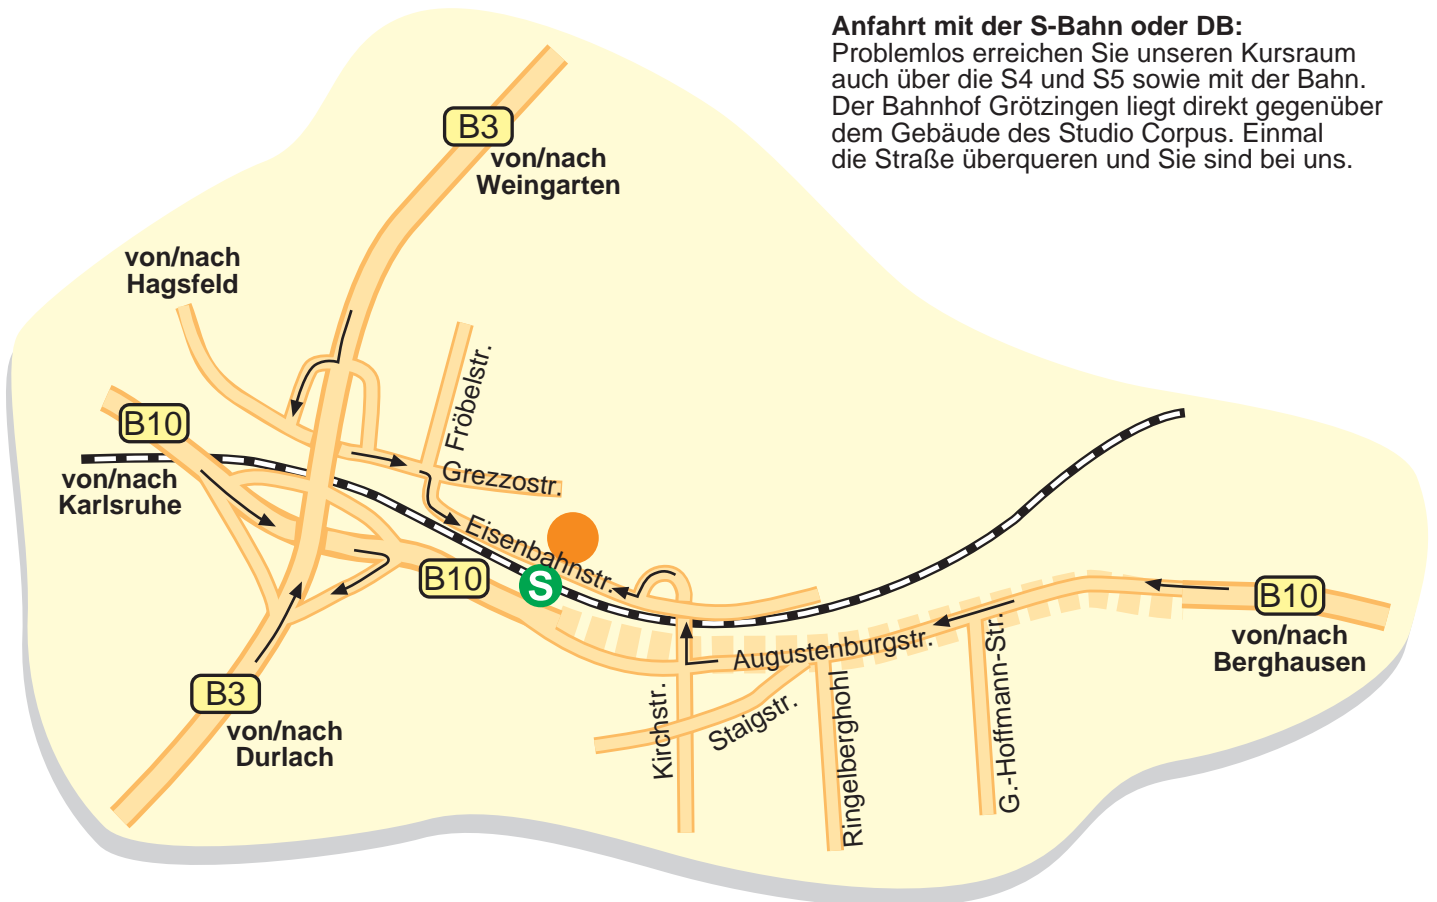 Anfahrt mit der S-Bahn oder DB:
Problemlos erreichen Sie unseren Kursraum
auch über die S4 und S5 sowie mit der Bahn.
Der Bahnhof Grötzingen liegt direkt gegenüber
dem Gebäude des Studio Corpus. Einmal
die Straße überqueren und Sie sind bei uns.
B3
von/nach
Weingarten
von/nach
Hagsfeld
B10
von/nach
Karlsruhe
Fröbelstr.
Grezzostr.
Eisenbahnstr.
B10
S
B10
von/nach
Berghausen
Augustenburgstr.
B3
von/nach
Durlach
Kirchstr.
Staigstr.
Ringelberghohl
G.-Hoffmann-Str.